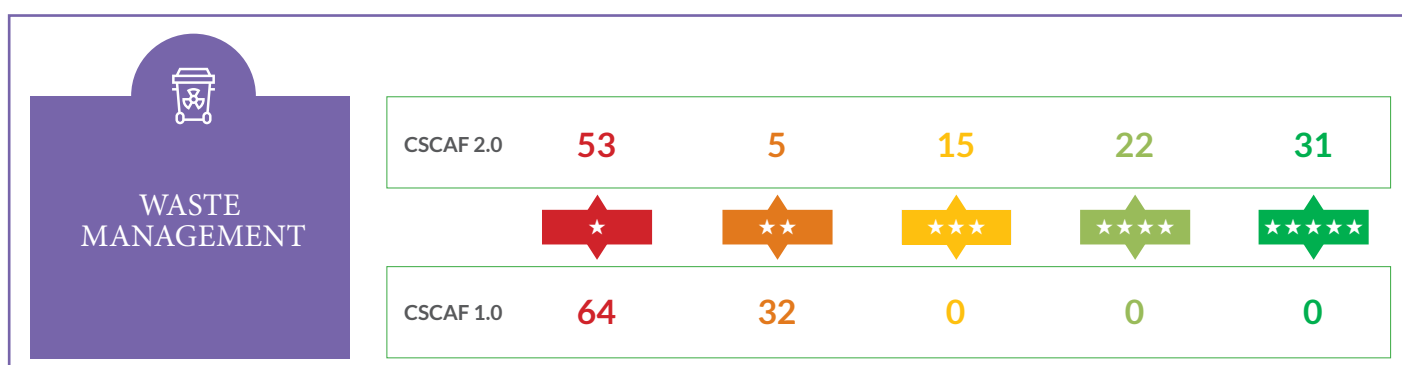 WASTE
MANAGEMENT
CSCAF 2.0 53 5 15 22 31
★ ★★ ★★★ ★★★★ ★★★★★
CSCAF 1.0 64 32 0 0 0